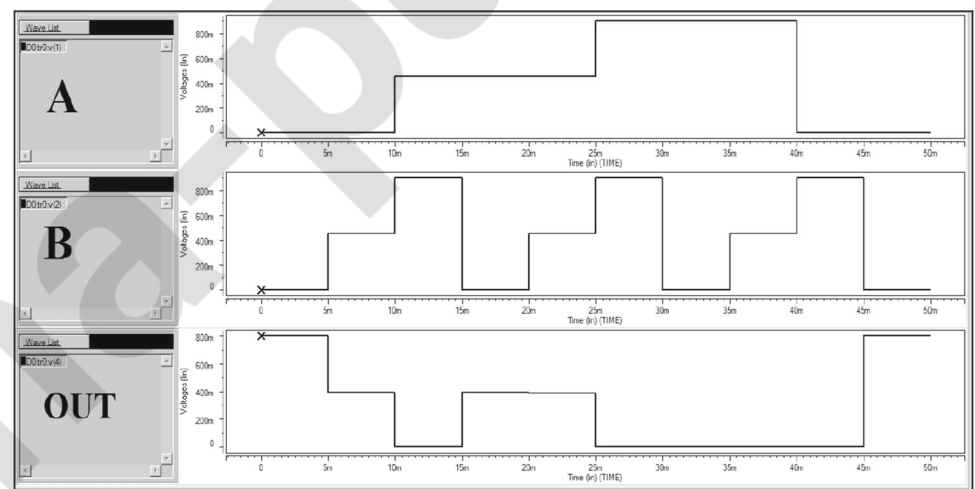 Wave List
D0:tr0:v(1)
A
Voltages (lin)
800m
600m
400m
200m
0
0 5m 10m 15m 20m 25m 30m 35m 40m 45m 50m
Time (lin) (TIME)
Wave List
D0:tr0:v(2)
B
Voltages (lin)
800m
600m
400m
200m
0
0 5m 10m 15m 20m 25m 30m 35m 40m 45m 50m
Time (lin) (TIME)
Wave List
D0:tr0:v(4)
OUT
Voltages (lin)
800m
600m
400m
200m
0
0 5m 10m 15m 20m 25m 30m 35m 40m 45m 50m
Time (lin) (TIME)